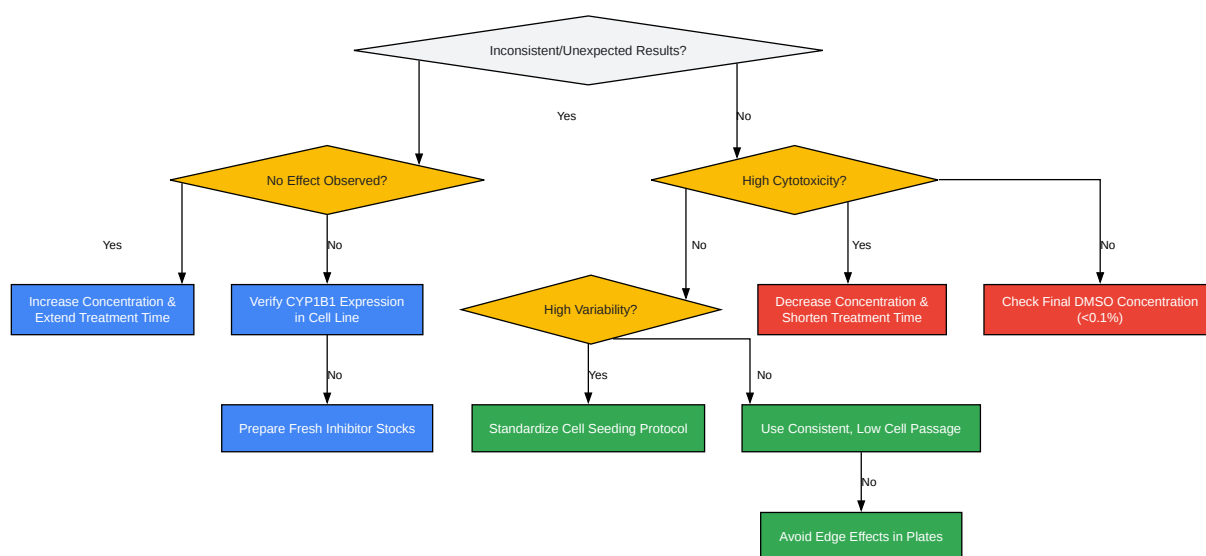 Inconsistent/Unexpected Results?
Yes
No
No Effect Observed?
High Cytotoxicity?
Yes
No
No
Yes
No
Increase Concentration &
Extend Treatment Time
Verify CYP1B1 Expression
in Cell Line
High Variability?
Decrease Concentration &
Shorten Treatment Time
Check Final DMSO Concentration
(<0.1%)
No
Yes
No
Prepare Fresh Inhibitor Stocks
Standardize Cell Seeding Protocol
Use Consistent, Low Cell Passage
No
Avoid Edge Effects in Plates